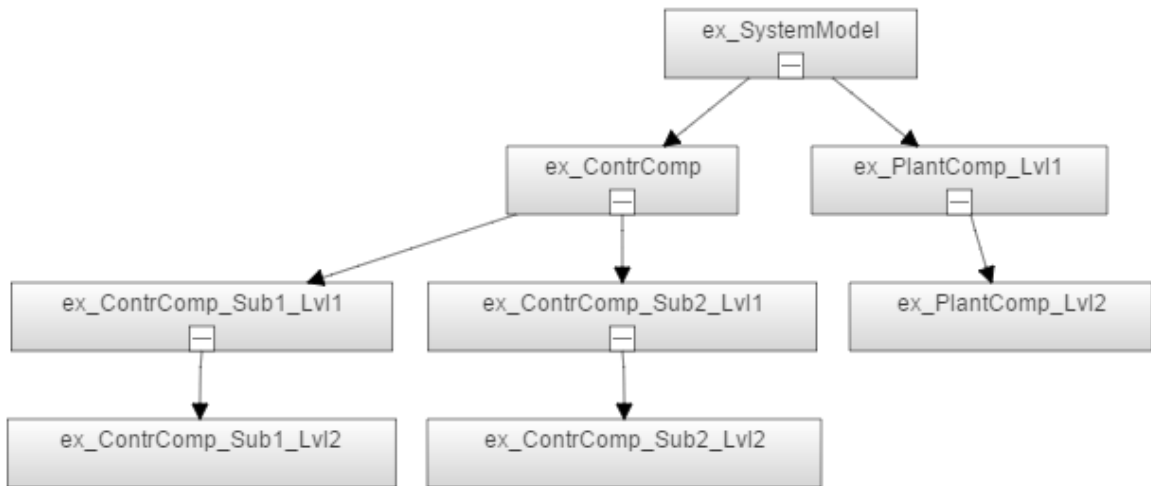 ex_SystemModel
ex_ContrComp
ex_PlantComp_Lvl1
ex_ContrComp_Sub1_Lvl1
ex_ContrComp_Sub2_Lvl1
ex_PlantComp_Lvl2
ex_ContrComp_Sub1_Lvl2
ex_ContrComp_Sub2_Lvl2